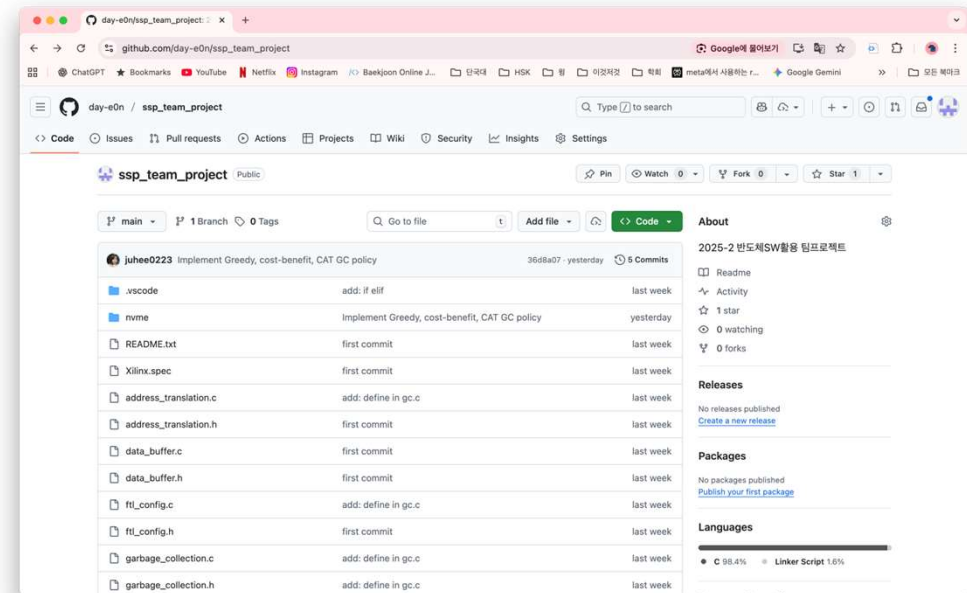 day-e0n/ssp_team_project: 2
github.com/day-e0n/ssp_team_project
Google에 물어보기
ChatGPT Bookmarks YouTube Netflix Instagram Baekjoon Online J... 단국대 HSK 윙 이것저것 학회 meta에서 사용하는 r... Google Gemini 모든 북마크
day-e0n / ssp_team_project
Type / to search
Code Issues Pull requests Actions Projects Wiki Security Insights Settings
ssp_team_project Public
Pin Watch 0 Fork 0 Star 1
main 1 Branch 0 Tags
Go to file t
Add file Code
juhee0223 Implement Greedy, cost-benefit, CAT GC policy 36d8a07 · yesterday 5 Commits
.vscode add: if elif last week
nvme Implement Greedy, cost-benefit, CAT GC policy yesterday
README.txt first commit last week
Xilinx.spec first commit last week
address_translation.c add: define in gc.c last week
address_translation.h first commit last week
data_buffer.c first commit last week
data_buffer.h first commit last week
ftl_config.c add: define in gc.c last week
ftl_config.h first commit last week
garbage_collection.c add: define in gc.c last week
garbage_collection.h add: define in gc.c last week
About
2025-2 반도체SW활용 팀프로젝트
Readme
Activity
1 star
0 watching
0 forks
Releases
No releases published
Create a new release
Packages
No packages published
Publish your first package
Languages
C 98.4% Linker Script 1.6%